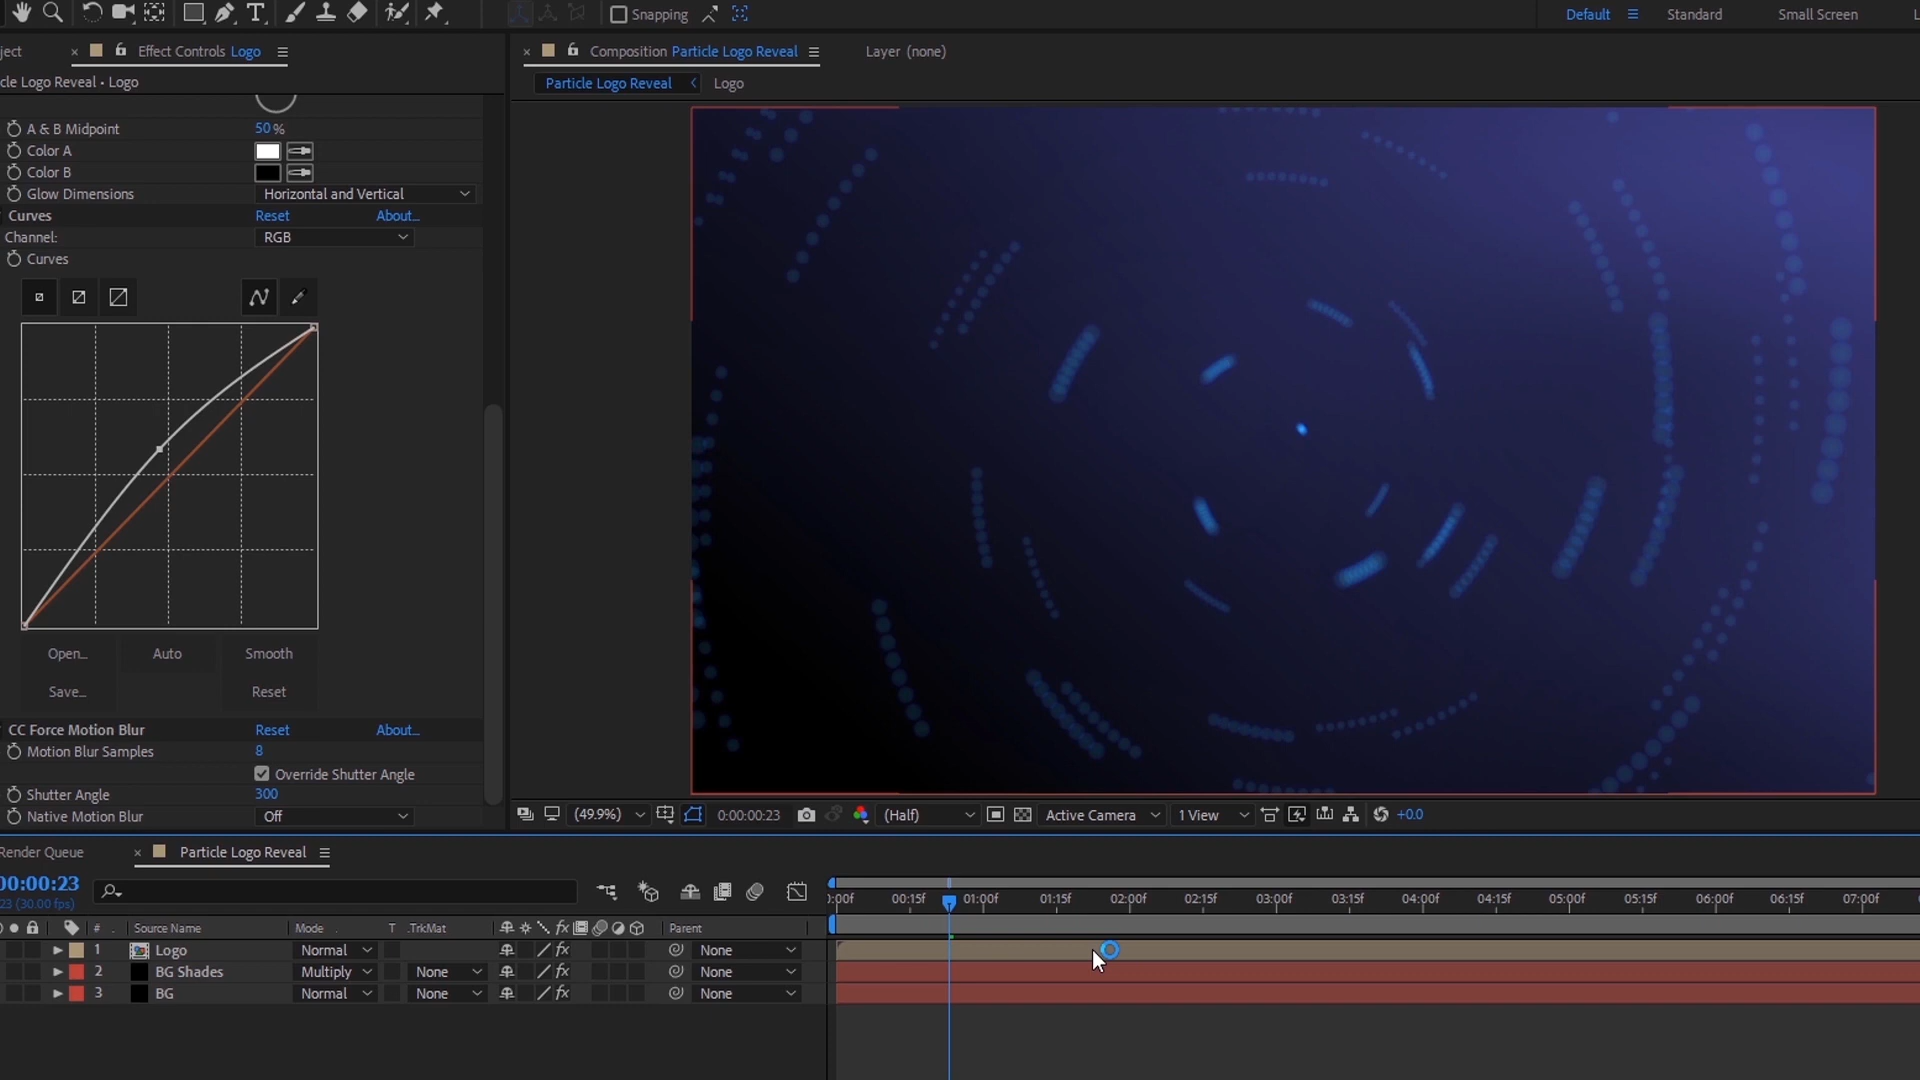 Snapping
Default
Standard
Small Screen
ject
Effect Controls Logo
Composition Particle Logo Reveal
Layer (none)
cle Logo Reveal • Logo
Particle Logo Reveal
Logo
A & B Midpoint 50 %
Color A
Color B
Glow Dimensions Horizontal and Vertical
Curves Reset About...
Channel: RGB
Curves
Open... Auto Smooth
Save... Reset
CC Force Motion Blur Reset About...
Motion Blur Samples 8
Override Shutter Angle
Shutter Angle 300
Native Motion Blur Off
(49.9%) 0:00:00:23 (Half) Active Camera 1 View +0.0
Render Queue
Particle Logo Reveal
00:00:23
23 (30.00 fps)
:00f 00:15f 01:00f 01:15f 02:00f 02:15f 03:00f 03:15f 04:00f 04:15f 05:00f 05:15f 06:00f 06:15f 07:00f
# Source Name Mode T .TrkMat fx Parent
1 Logo Normal fx None
2 BG Shades Multiply None fx None
3 BG Normal None fx None